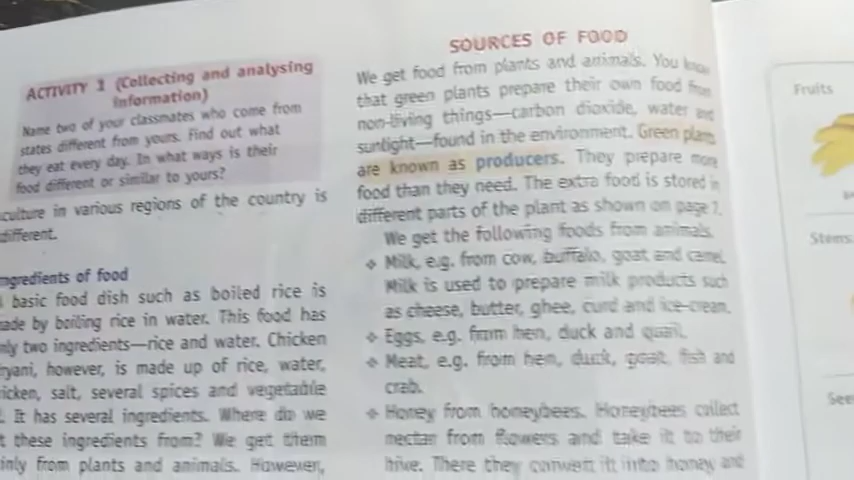 ACTIVITY 1 (Collecting and analysing
information)
Name two of your classmates who come from
states different from yours. Find out what
they eat every day. In what ways is their
food different or similar to yours?
culture in various regions of the country is
different.
ngredients of food
basic food dish such as boiled rice is
ade by boiling rice in water. This food has
nly two ingredients—rice and water. Chicken
ryani, however, is made up of rice, water,
icken, salt, several spices and vegetable
. It has several ingredients. Where do we
t these ingredients from? We get them
inly from plants and animals. However,
SOURCES OF FOOD
We get food from plants and animals. You know
that green plants prepare their own food from
non-living things—carbon dioxide, water and
sunlight—found in the environment. Green plants
are known as producers. They prepare more
food than they need. The extra food is stored in
different parts of the plant as shown on page 7.
We get the following foods from animals.
❖ Milk, e.g. from cow, buffalo, goat and camel.
Milk is used to prepare milk products such
as cheese, butter, ghee, curd and ice-cream.
❖ Eggs, e.g. from hen, duck and quail.
❖ Meat, e.g. from hen, duck, goat, fish and
crab.
❖ Honey from honeybees. Honeybees collect
nectar from flowers and take it to their
hive. There they convert it into honey and
Fruits
Stems
See